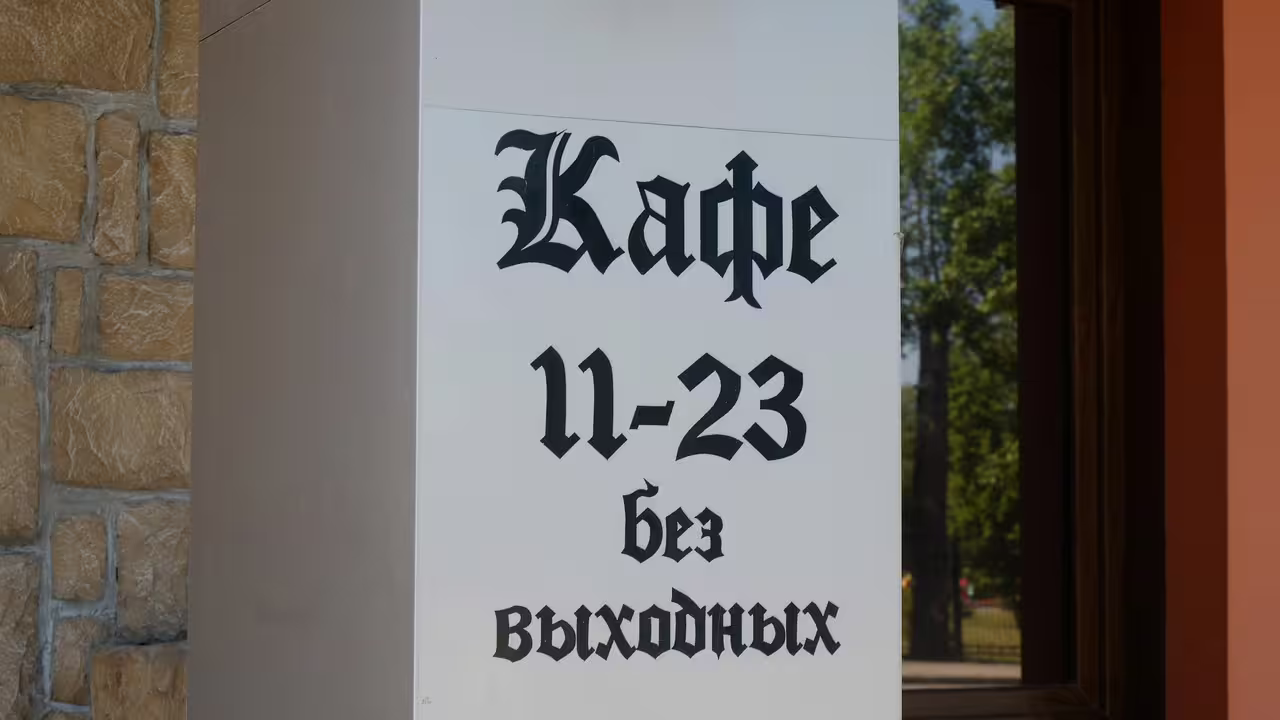 Кафе
11-23
без
выходных